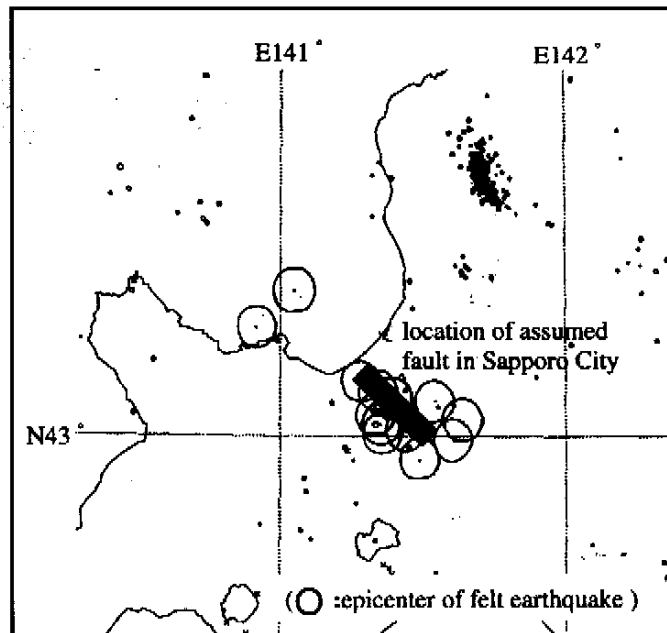 E141° E142°
location of assumed
fault in Sapporo City
N43
( O :epicenter of felt earthquake )